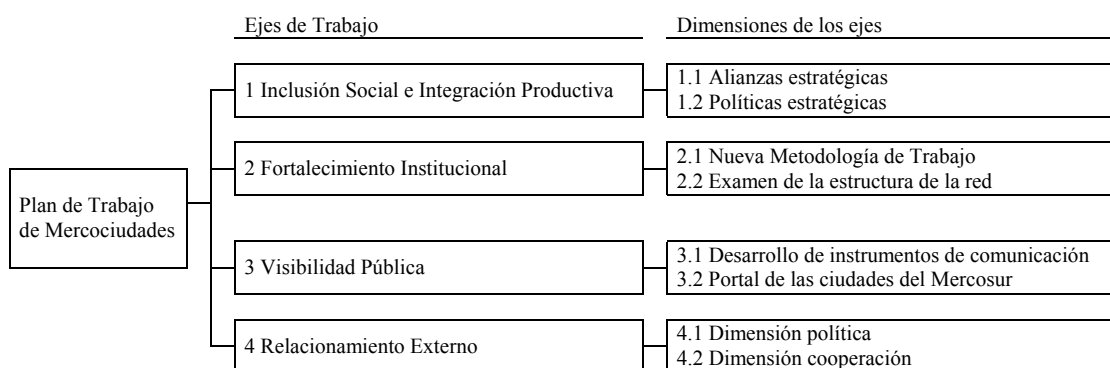 Ejes de Trabajo
Dimensiones de los ejes
1 Inclusión Social e Integración Productiva
1.1 Alianzas estratégicas
1.2 Políticas estratégicas
2 Fortalecimiento Institucional
2.1 Nueva Metodología de Trabajo
2.2 Examen de la estructura de la red
Plan de Trabajo
de Mercociudades
3 Visibilidad Pública
3.1 Desarrollo de instrumentos de comunicación
3.2 Portal de las ciudades del Mercosur
4 Relacionamiento Externo
4.1 Dimensión política
4.2 Dimensión cooperación